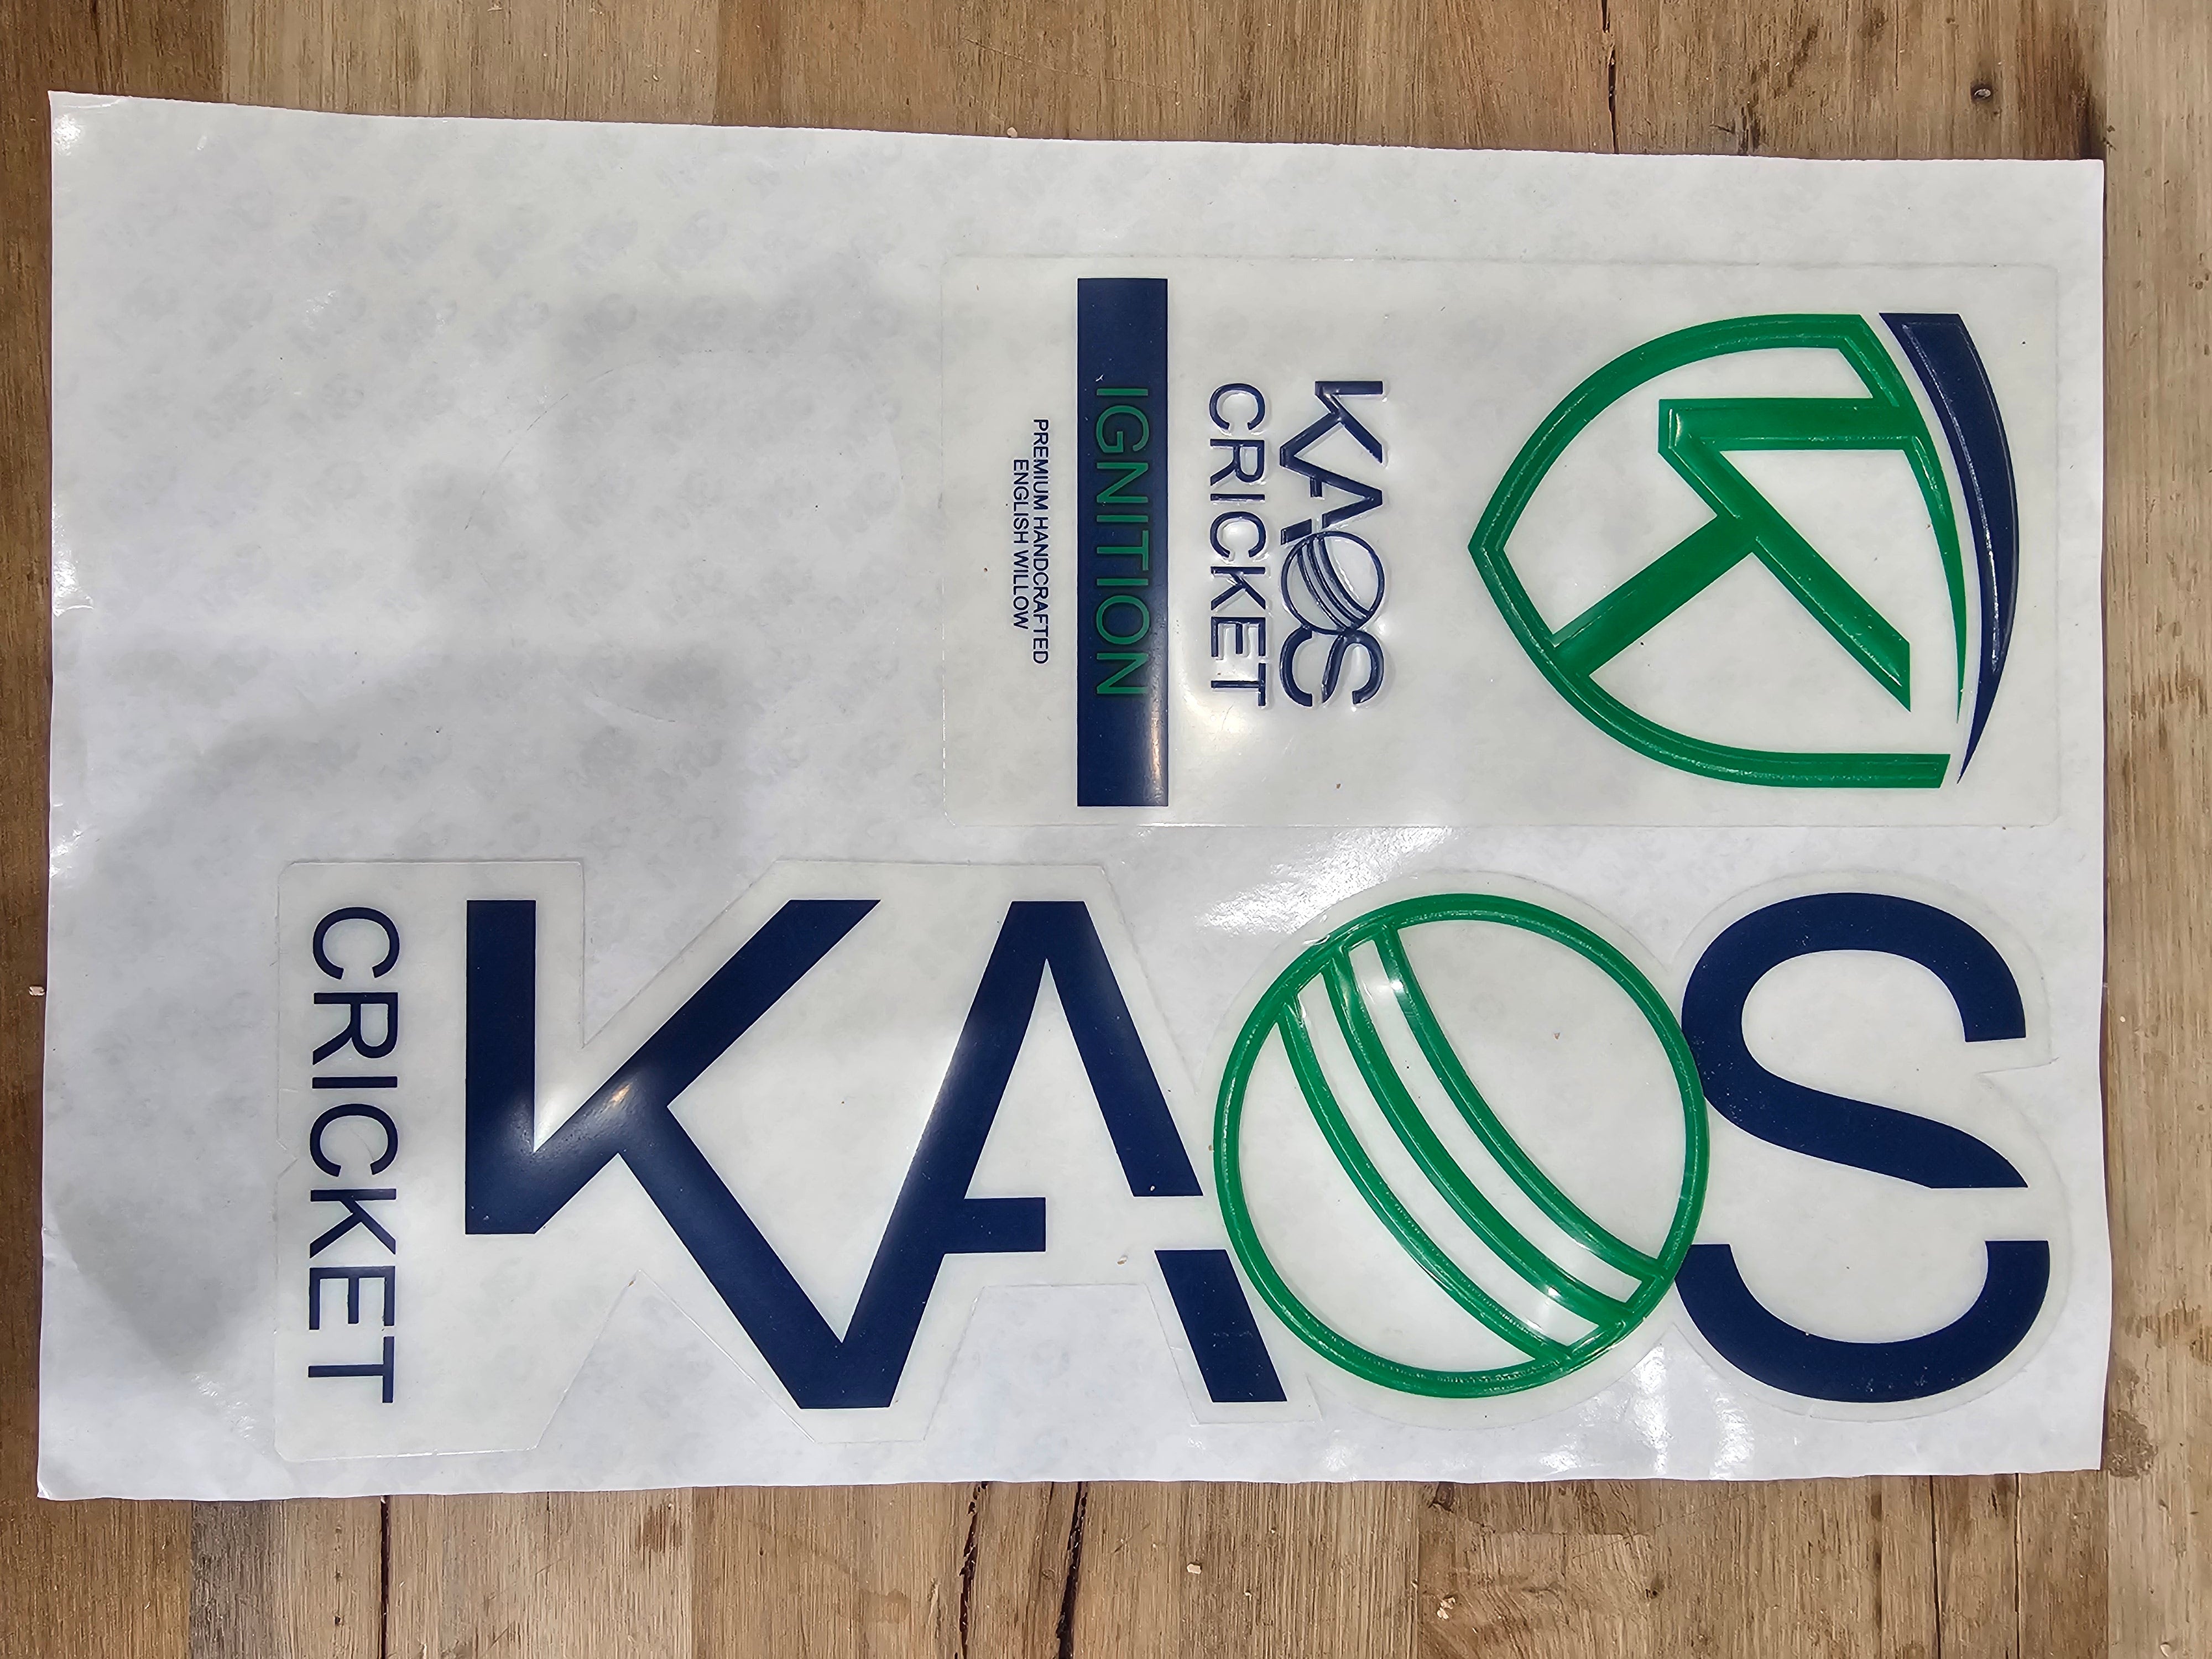 K
KAOS
CRICKET
IGNITION
PREMIUM HANDCRAFTED
ENGLISH WILLOW
KAOS
CRICKET